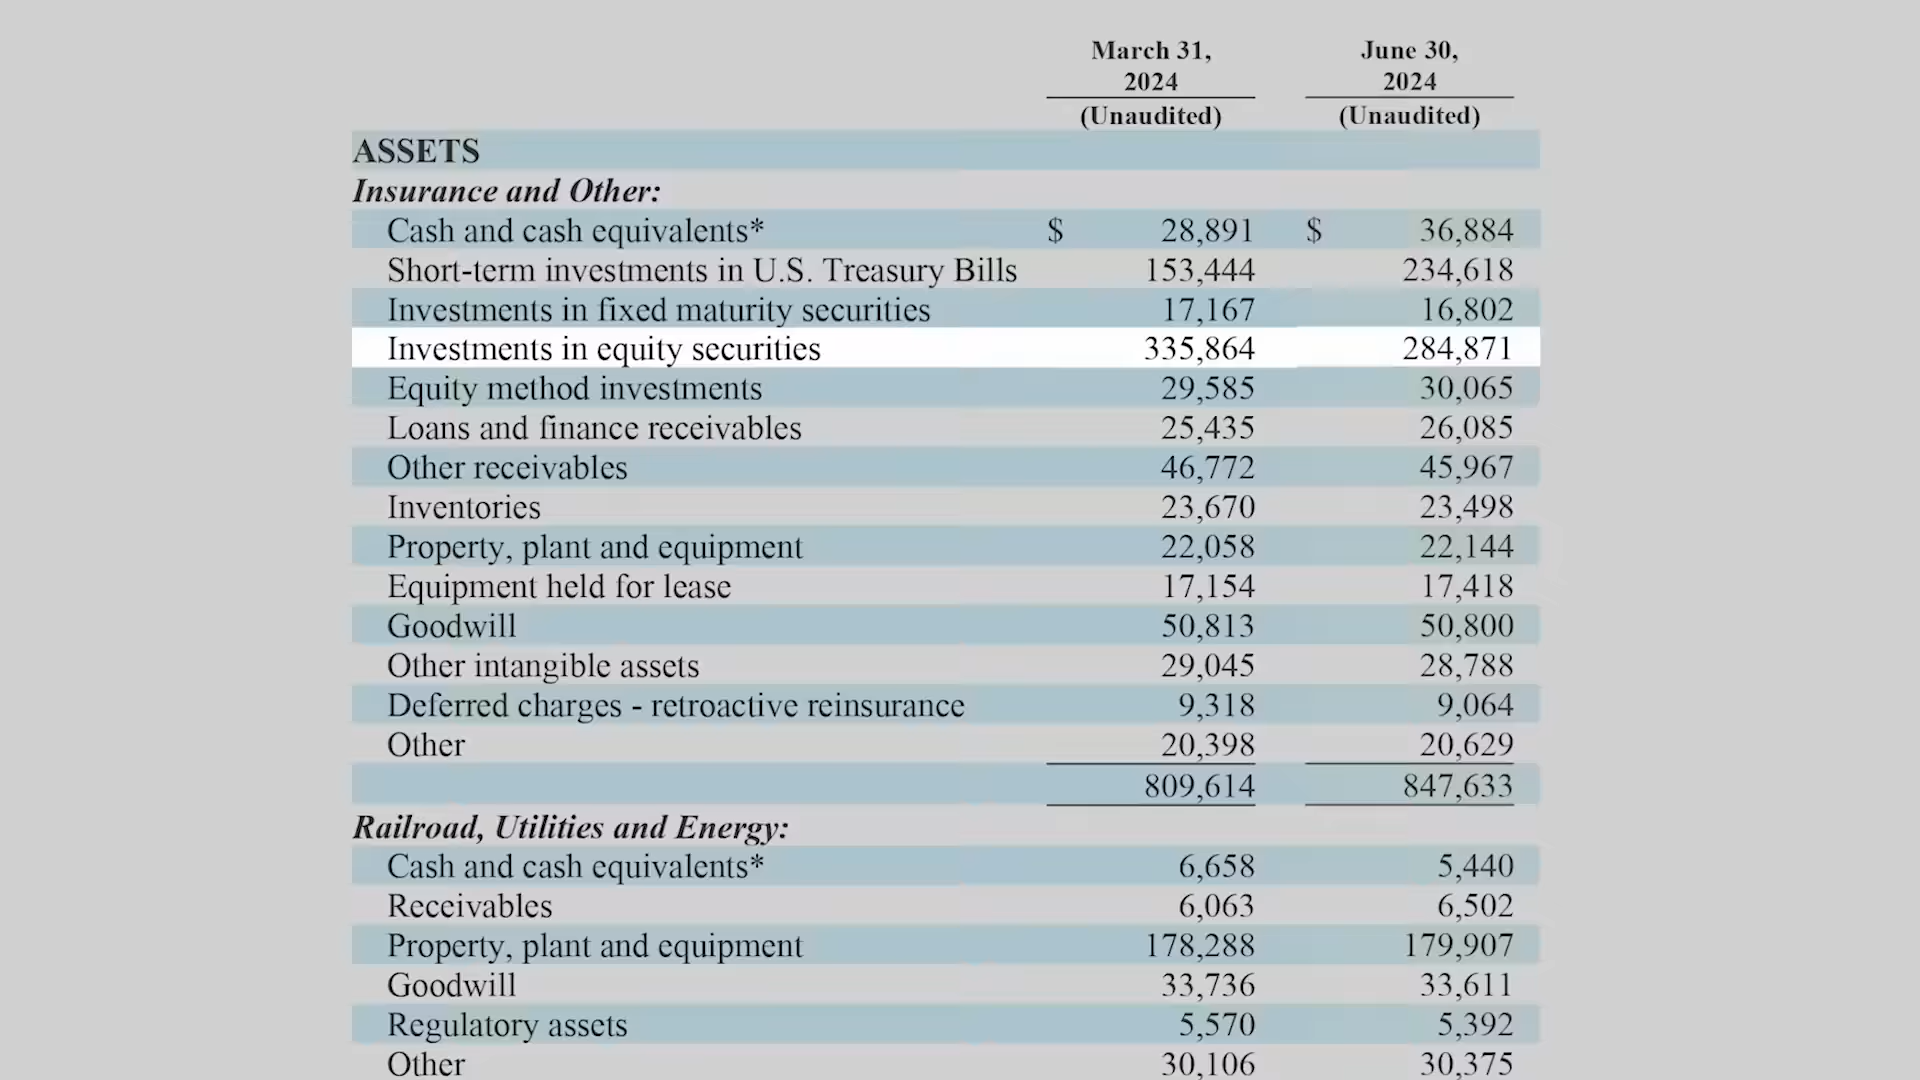 March 31, June 30,
2024 2024
(Unaudited) (Unaudited)
ASSETS
Insurance and Other:
Cash and cash equivalents* $ 28,891 $ 36,884
Short-term investments in U.S. Treasury Bills 153,444 234,618
Investments in fixed maturity securities 17,167 16,802
Investments in equity securities 335,864 284,871
Equity method investments 29,585 30,065
Loans and finance receivables 25,435 26,085
Other receivables 46,772 45,967
Inventories 23,670 23,498
Property, plant and equipment 22,058 22,144
Equipment held for lease 17,154 17,418
Goodwill 50,813 50,800
Other intangible assets 29,045 28,788
Deferred charges - retroactive reinsurance 9,318 9,064
Other 20,398 20,629
809,614 847,633
Railroad, Utilities and Energy:
Cash and cash equivalents* 6,658 5,440
Receivables 6,063 6,502
Property, plant and equipment 178,288 179,907
Goodwill 33,736 33,611
Regulatory assets 5,570 5,392
Other 30,106 30,375